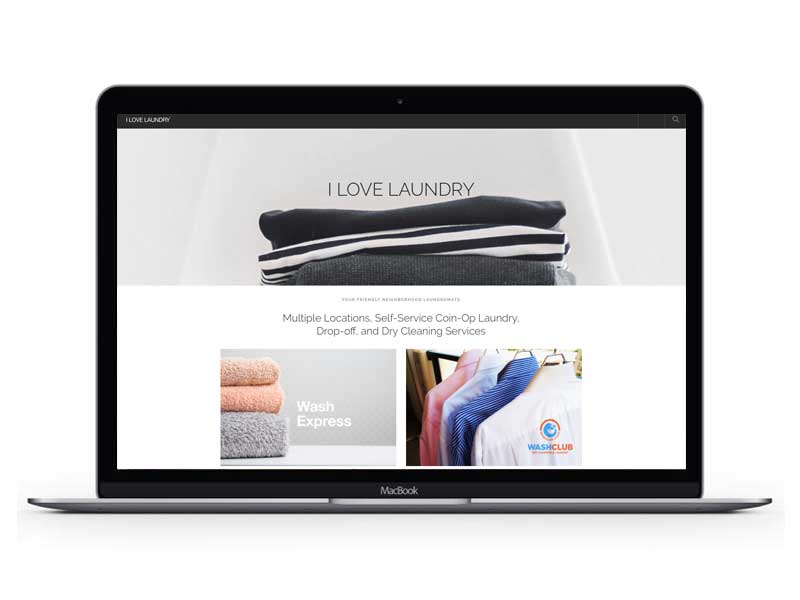 I LOVE LAUNDRY
I LOVE LAUNDRY
YOUR FRIENDLY NEIGHBORHOOD LAUNDROMATS
Multiple Locations, Self-Service Coin-Op Laundry,
Drop-off, and Dry Cleaning Services
Wash
Express
WASHCLUB
MacBook